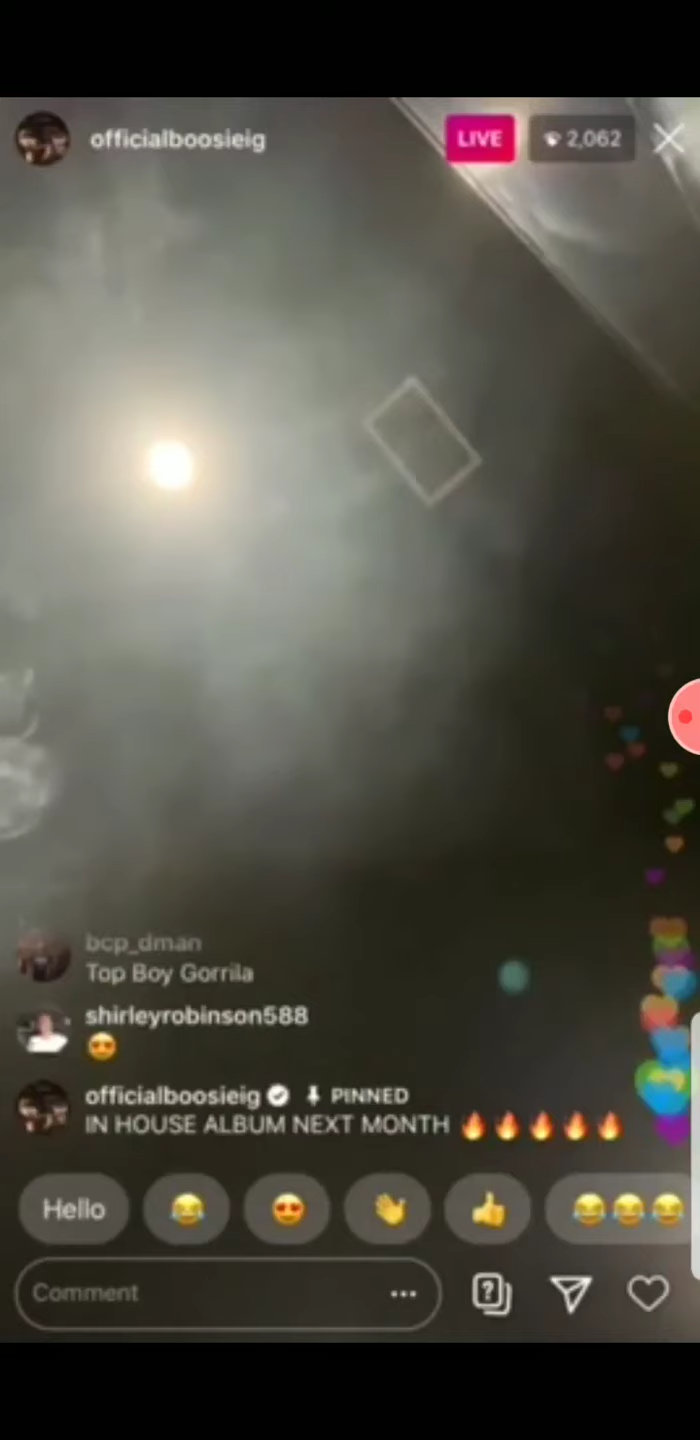 officialboosieig
LIVE
2,062
bcp_dman
Top Boy Gorrila
shirleyrobinson588
😍
officialboosieig PINNED
IN HOUSE ALBUM NEXT MONTH 🔥🔥🔥🔥🔥
Hello 😂 😍 👋 👍 😂😂😂
Comment